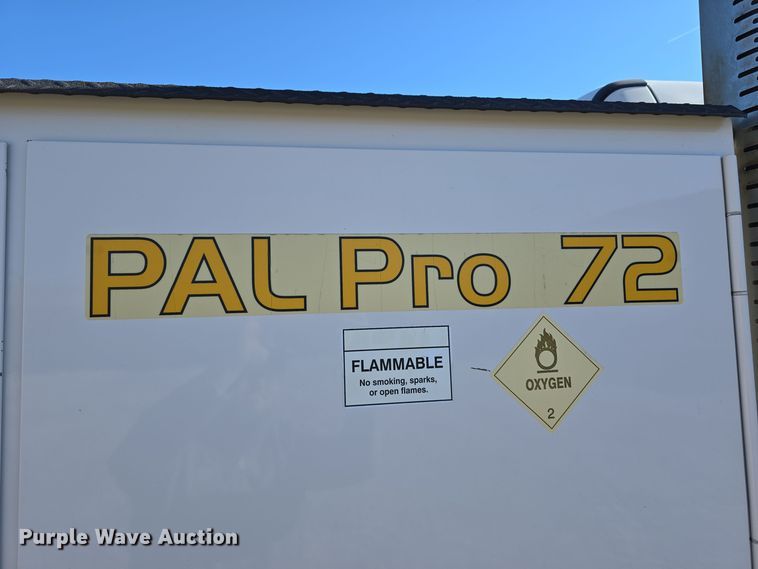 PAL Pro 72
FLAMMABLE
No smoking, sparks,
or open flames.
OXYGEN
2
Purple Wave Auction